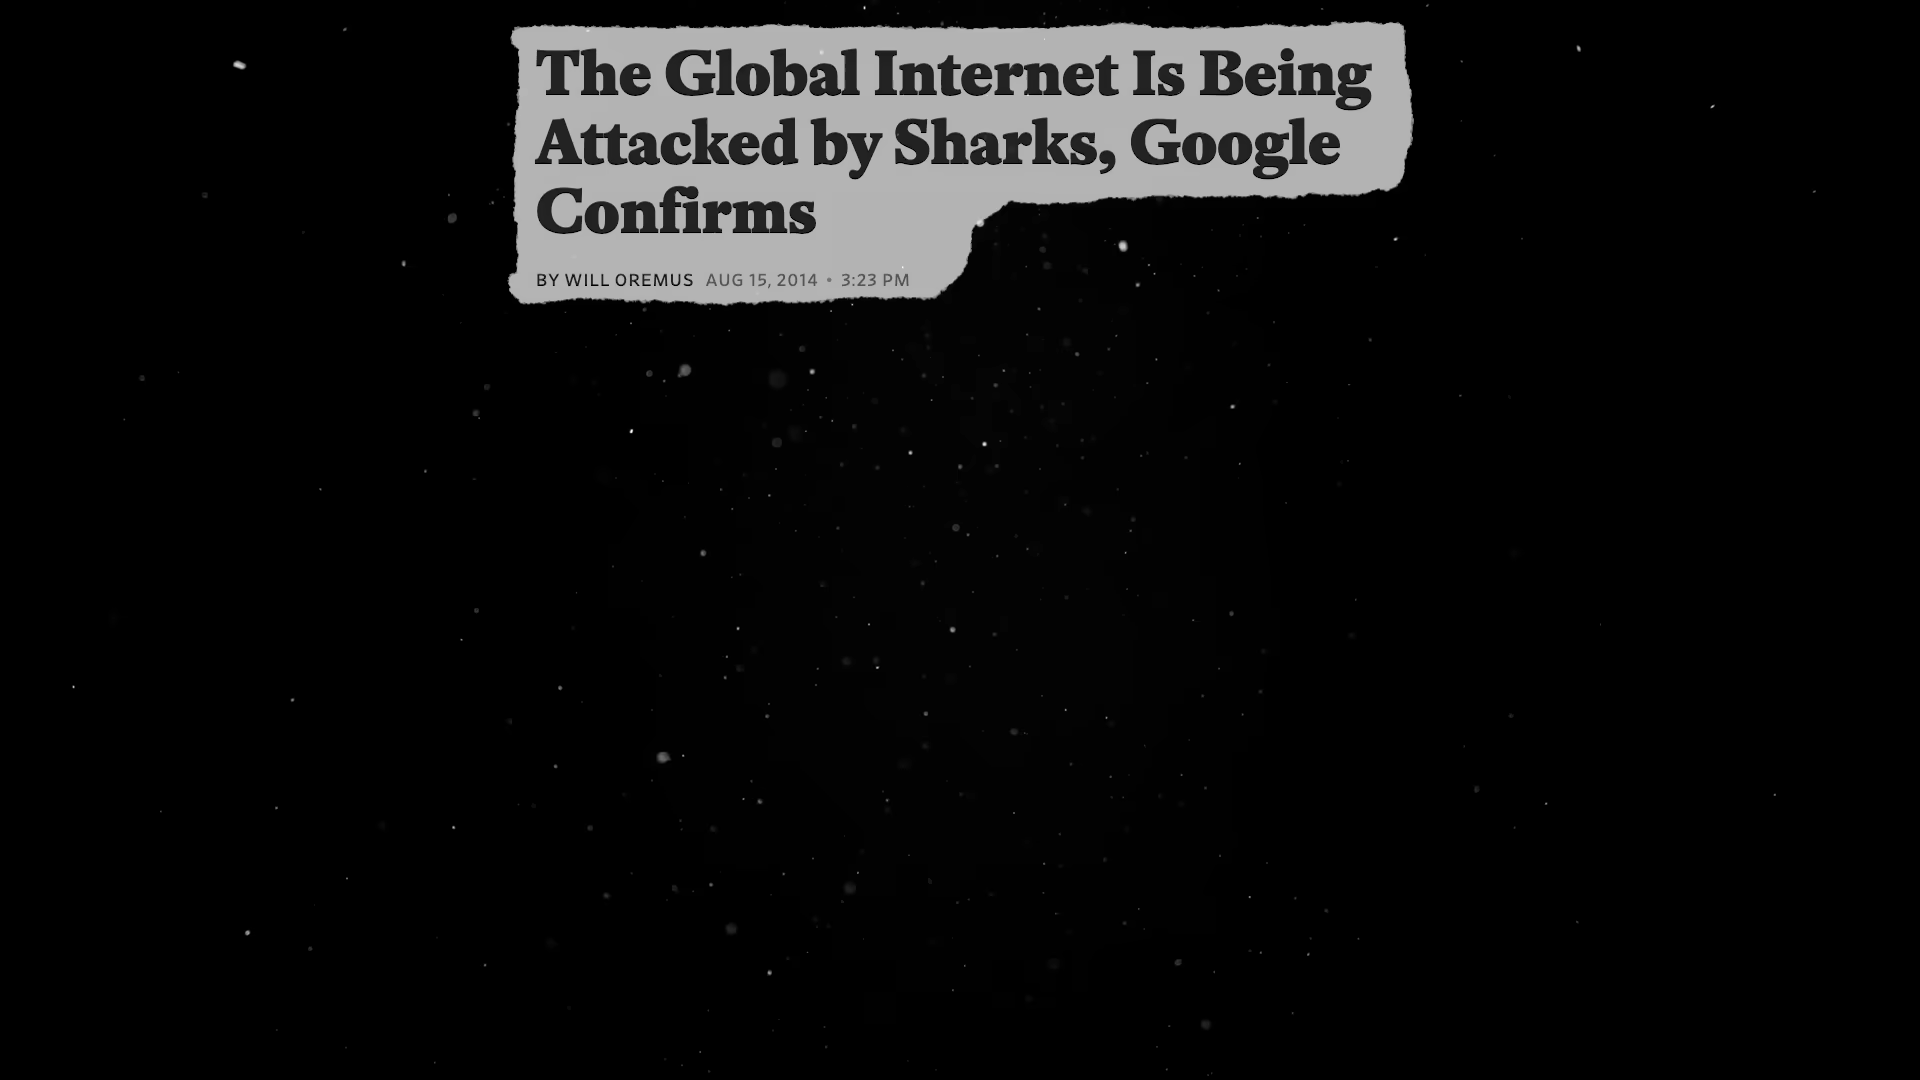 The Global Internet Is Being
Attacked by Sharks, Google
Confirms
BY WILL OREMUS AUG 15, 2014 • 3:23 PM